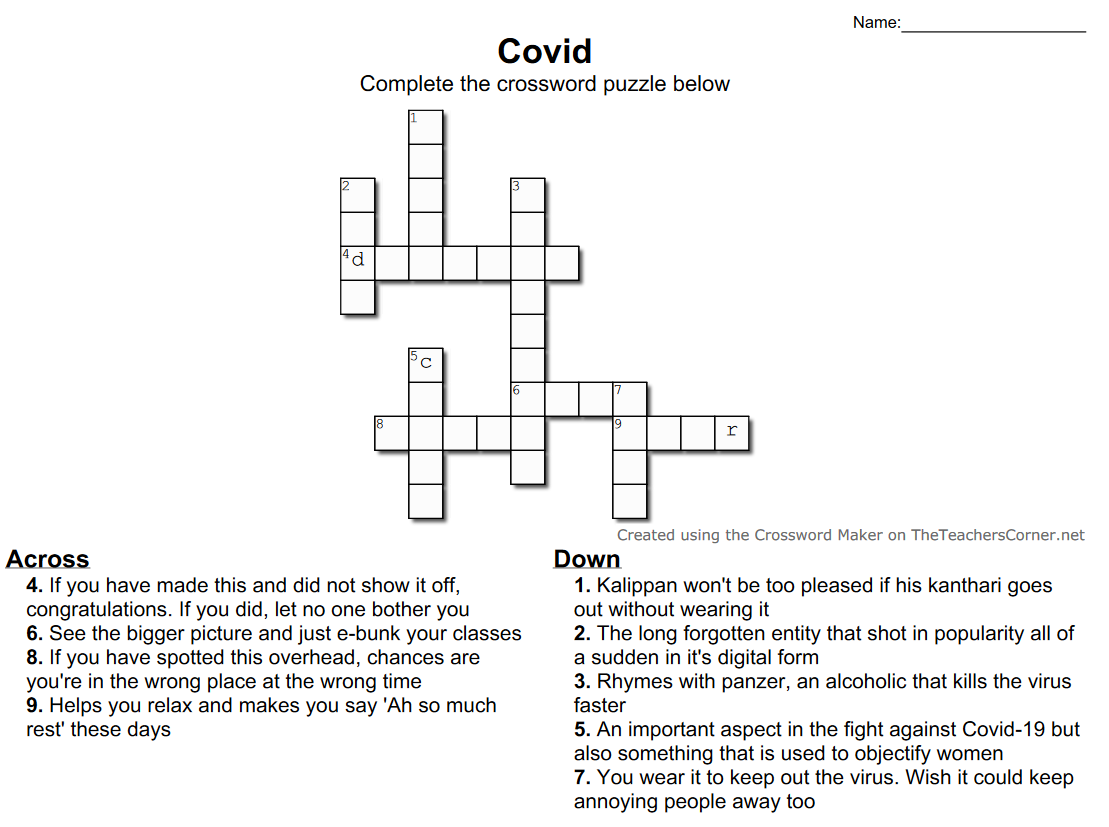 Name:
Covid
Complete the crossword puzzle below
1
2
3
4 d
5 c
6
7
8
9
r
Created using the Crossword Maker on TheTeachersCorner.net
Across
4. If you have made this and did not show it off,
congratulations. If you did, let no one bother you
6. See the bigger picture and just e-bunk your classes
8. If you have spotted this overhead, chances are
you're in the wrong place at the wrong time
9. Helps you relax and makes you say 'Ah so much
rest' these days
Down
1. Kalippan won't be too pleased if his kanthari goes
out without wearing it
2. The long forgotten entity that shot in popularity all of
a sudden in it's digital form
3. Rhymes with panzer, an alcoholic that kills the virus
faster
5. An important aspect in the fight against Covid-19 but
also something that is used to objectify women
7. You wear it to keep out the virus. Wish it could keep
annoying people away too